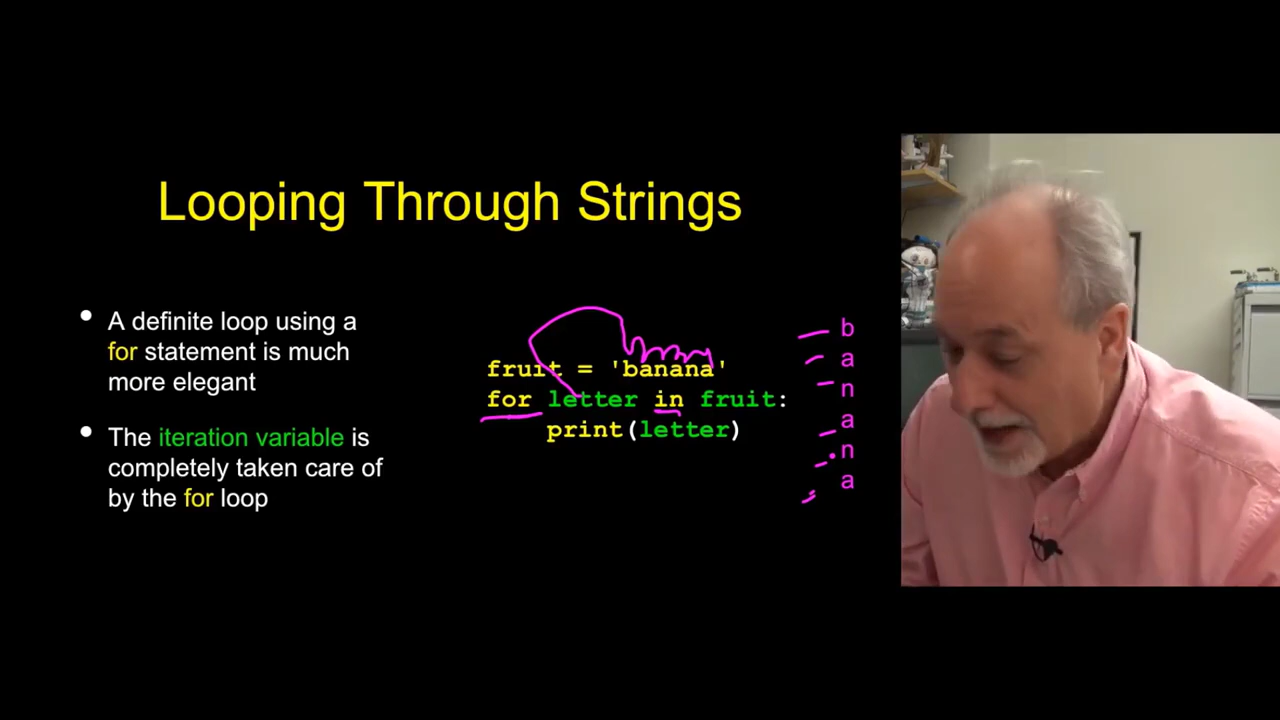 Looping Through Strings
• A definite loop using a
for statement is much
more elegant
• The iteration variable is
completely taken care of
by the for loop
fruit = 'banana'
for letter in fruit:
    print(letter)
b
a
n
a
n
a